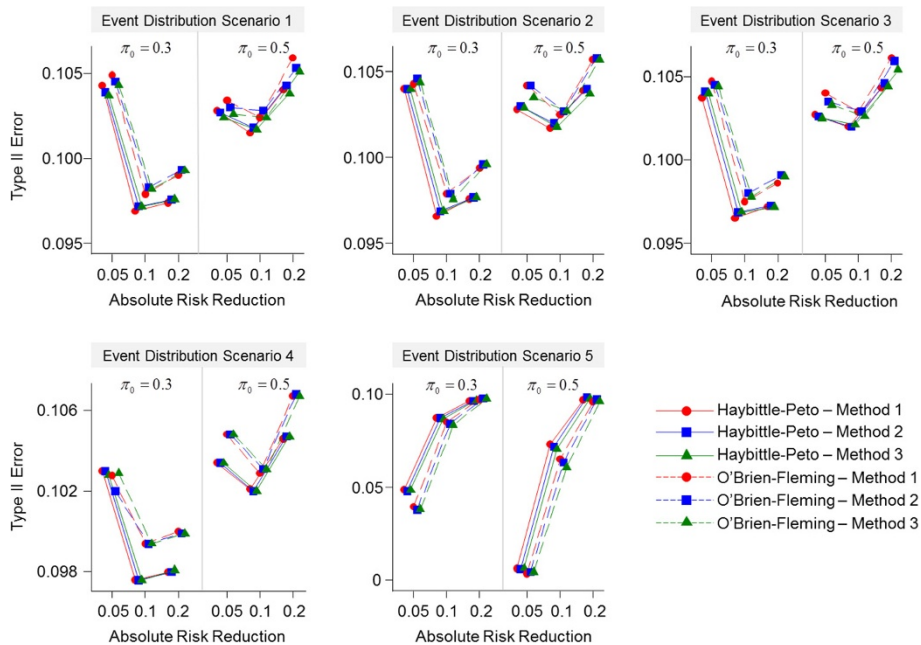 Event Distribution Scenario 1
Event Distribution Scenario 2
Event Distribution Scenario 3
π₀ = 0.3
π₀ = 0.5
π₀ = 0.3
π₀ = 0.5
π₀ = 0.3
π₀ = 0.5
Type II Error
0.105
0.100
0.095
0.105
0.100
0.095
0.105
0.100
0.095
0.05 0.1 0.2 0.05 0.1 0.2
0.05 0.1 0.2 0.05 0.1 0.2
0.05 0.1 0.2 0.05 0.1 0.2
Absolute Risk Reduction
Absolute Risk Reduction
Absolute Risk Reduction
Event Distribution Scenario 4
Event Distribution Scenario 5
π₀ = 0.3
π₀ = 0.5
π₀ = 0.3
π₀ = 0.5
Type II Error
0.106
0.102
0.098
0.10
0.05
0
0.05 0.1 0.2 0.05 0.1 0.2
0.05 0.1 0.2 0.05 0.1 0.2
Absolute Risk Reduction
Absolute Risk Reduction
Haybittle-Peto – Method 1
Haybittle-Peto – Method 2
Haybittle-Peto – Method 3
O'Brien-Fleming – Method 1
O'Brien-Fleming – Method 2
O'Brien-Fleming – Method 3